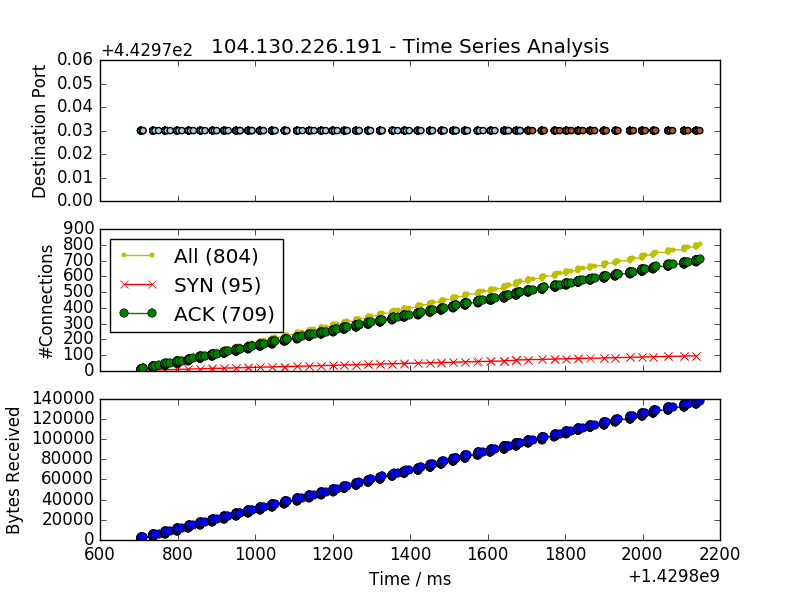 +4.4297e2 104.130.226.191 - Time Series Analysis
Destination Port
0.06
0.05
0.04
0.03
0.02
0.01
0.00
#Connections
900
800
700
600
500
400
300
200
100
0
All (804)
SYN (95)
ACK (709)
Bytes Received
140000
120000
100000
80000
60000
40000
20000
0
600 800 1000 1200 1400 1600 1800 2000 2200
Time / ms
+1.4298e9